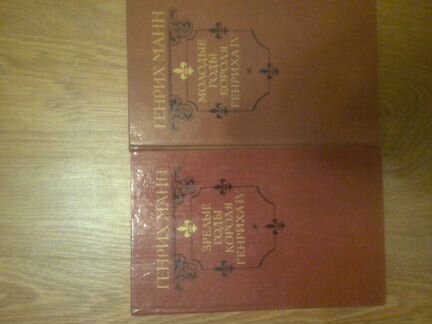 ГЕНРИХ МАНН
МОЛОДЫЕ
ГОДЫ
КОРОЛЯ
ГЕНРИХА IV
ГЕНРИХ МАНН
ЗРЕЛЫЕ
ГОДЫ
КОРОЛЯ
ГЕНРИХА IV